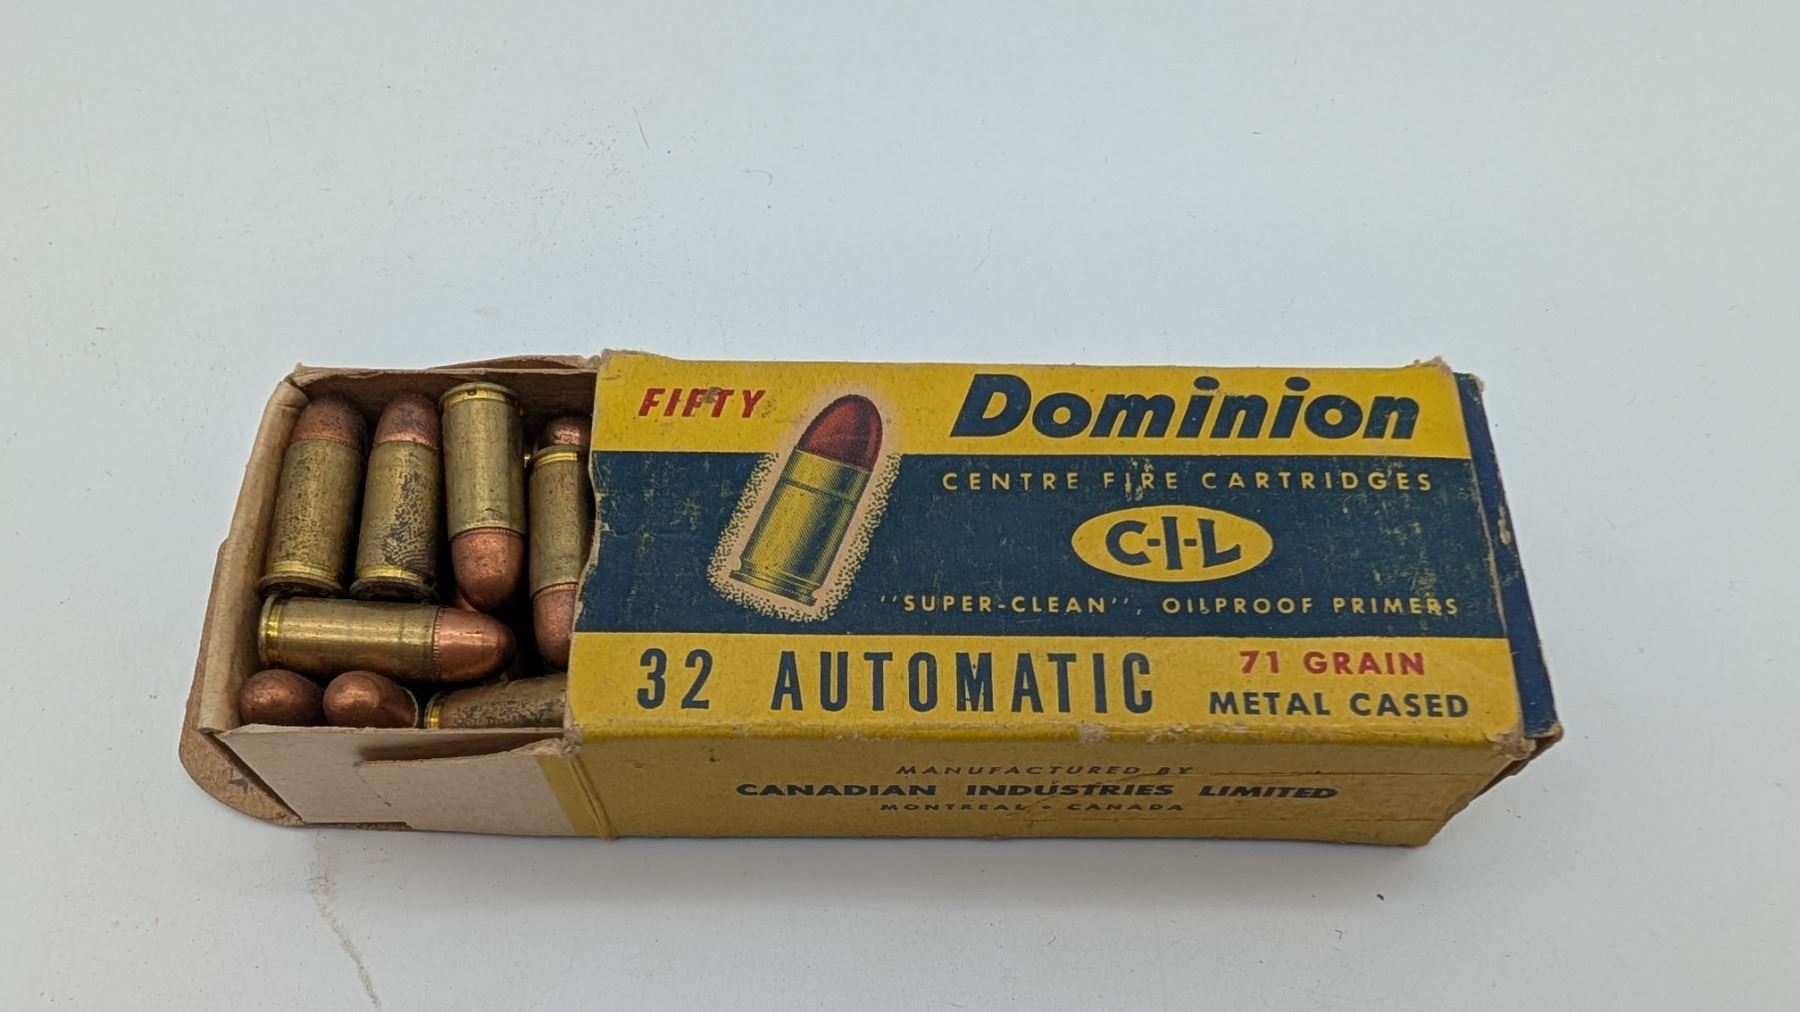 FIFTY
Dominion
CENTRE FIRE CARTRIDGES
C-I-L
"SUPER-CLEAN", OILPROOF PRIMERS
32 AUTOMATIC
71 GRAIN
METAL CASED
MANUFACTURED BY
CANADIAN INDUSTRIES LIMITED
MONTREAL • CANADA